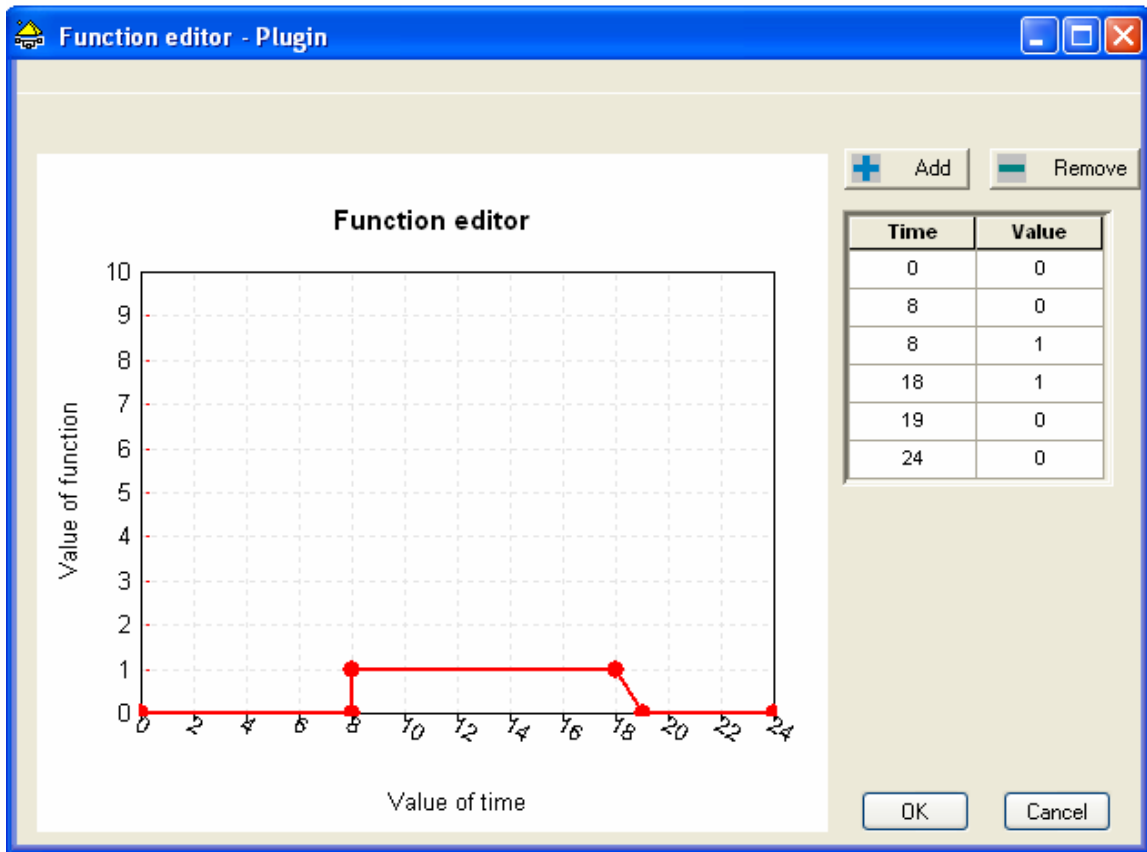 Function editor - Plugin
Add Remove
Function editor
Time Value
0 0
8 0
8 1
18 1
19 0
24 0
Value of function
10
9
8
7
6
5
4
3
2
1
0
0 2 4 6 8 10 12 14 16 18 20 22 24
Value of time
OK Cancel